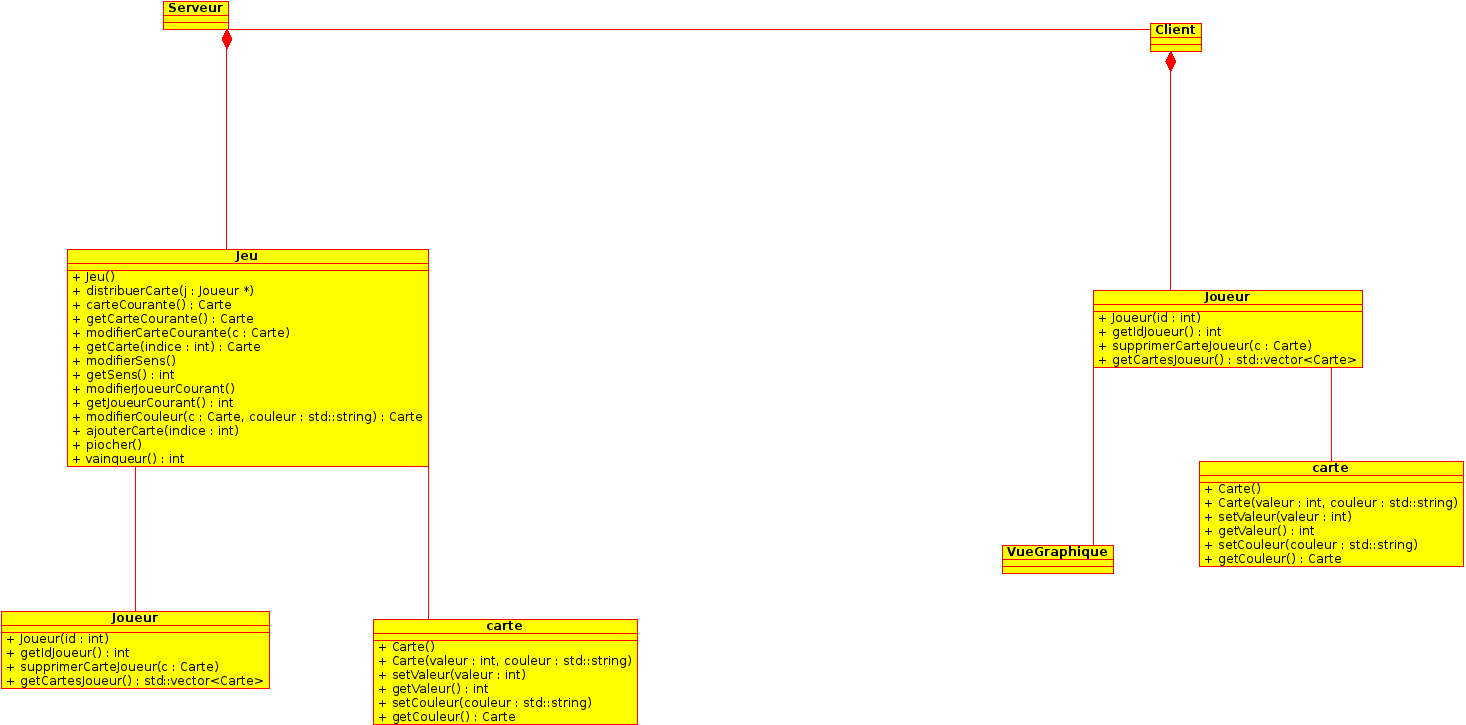 Serveur
Client
Jeu
+ Jeu()
+ distribuerCarte(j : Joueur *)
+ carteCourante() : Carte
+ getCarteCourante() : Carte
+ modifierCarteCourante(c : Carte)
+ getCarte(indice : int) : Carte
+ modifierSens()
+ getSens() : int
+ modifierJoueurCourant()
+ getJoueurCourant() : int
+ modifierCouleur(c : Carte, couleur : std::string) : Carte
+ ajouterCarte(indice : int)
+ piocher()
+ vainqueur() : int
Joueur
+ Joueur(id : int)
+ getIdJoueur() : int
+ supprimerCarteJoueur(c : Carte)
+ getCartesJoueur() : std::vector<Carte>
carte
+ Carte()
+ Carte(valeur : int, couleur : std::string)
+ setValeur(valeur : int)
+ getValeur() : int
+ setCouleur(couleur : std::string)
+ getCouleur() : Carte
VueGraphique
Joueur
+ Joueur(id : int)
+ getIdJoueur() : int
+ supprimerCarteJoueur(c : Carte)
+ getCartesJoueur() : std::vector<Carte>
carte
+ Carte()
+ Carte(valeur : int, couleur : std::string)
+ setValeur(valeur : int)
+ getValeur() : int
+ setCouleur(couleur : std::string)
+ getCouleur() : Carte